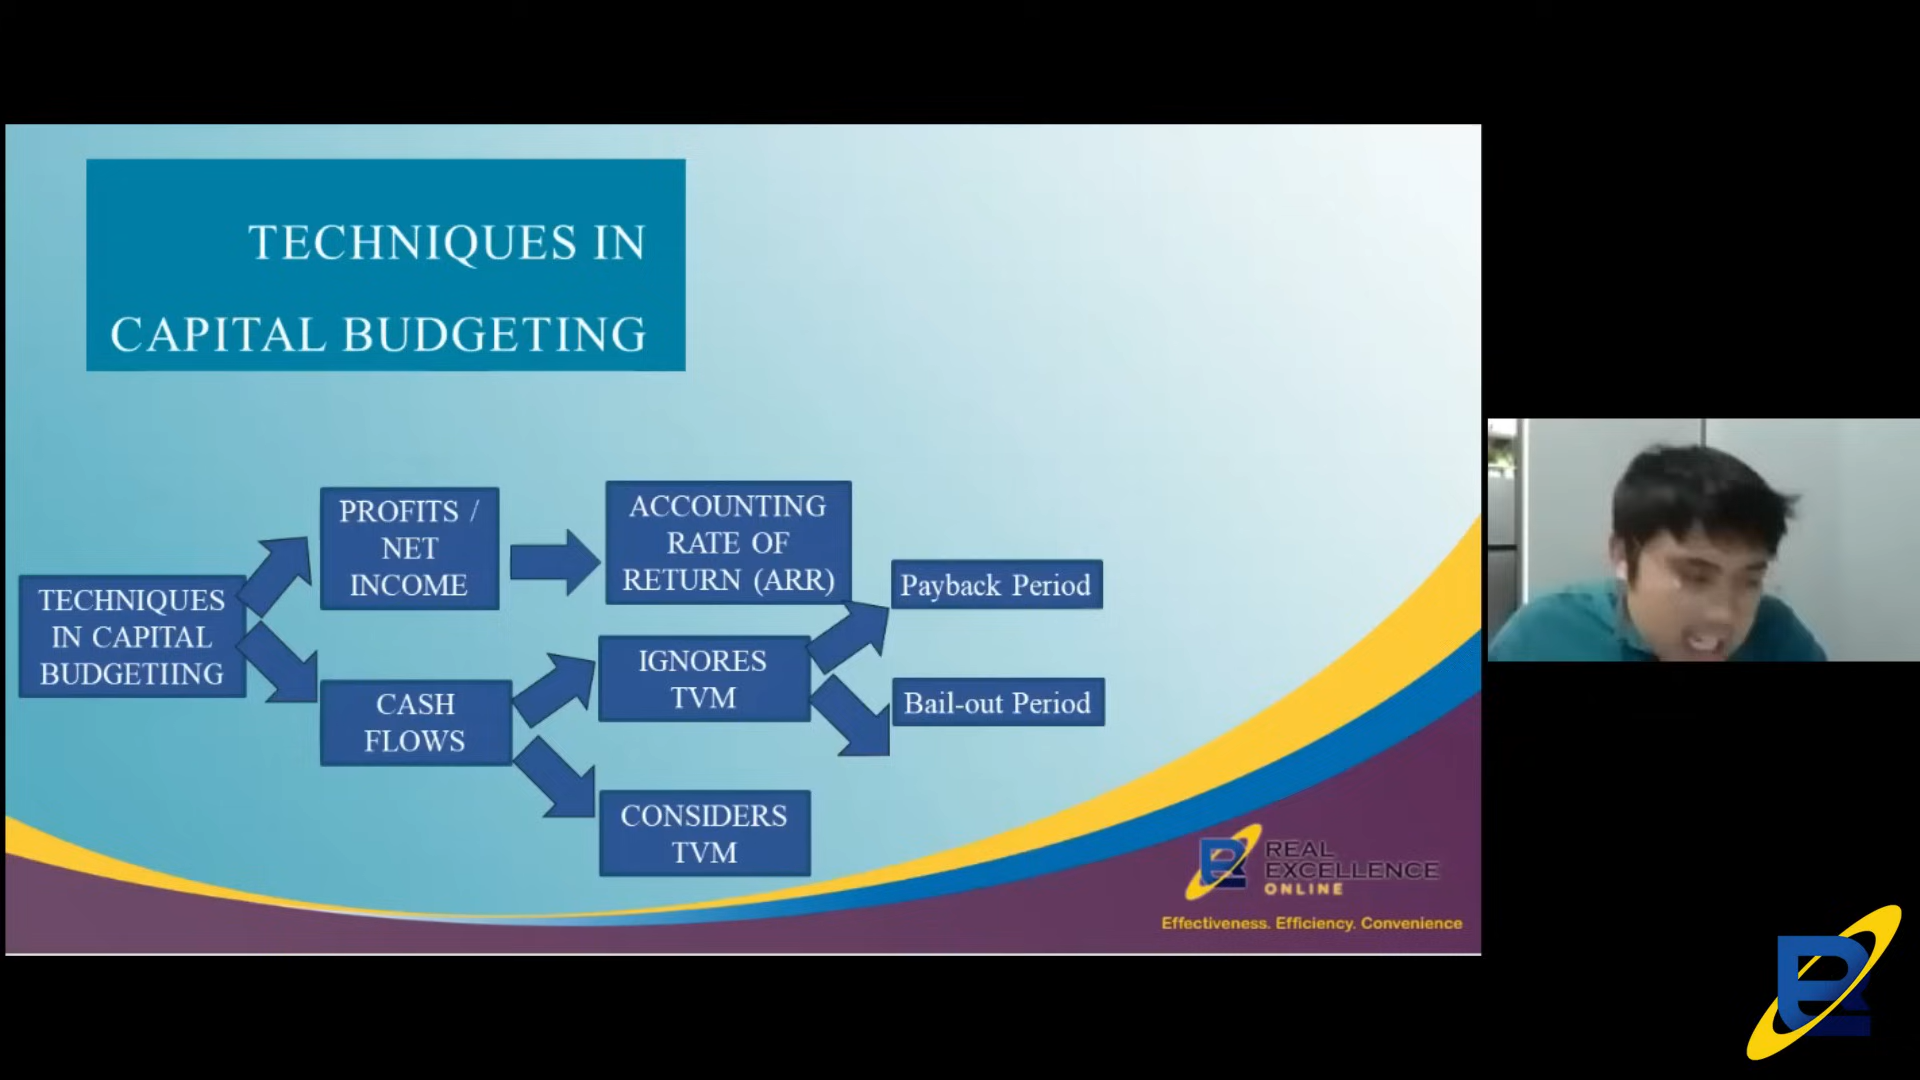 TECHNIQUES IN
CAPITAL BUDGETING
TECHNIQUES
IN CAPITAL
BUDGETIING
PROFITS /
NET
INCOME
ACCOUNTING
RATE OF
RETURN (ARR)
CASH
FLOWS
IGNORES
TVM
Payback Period
Bail-out Period
CONSIDERS
TVM
REAL
EXCELLENCE
ONLINE
Effectiveness. Efficiency. Convenience